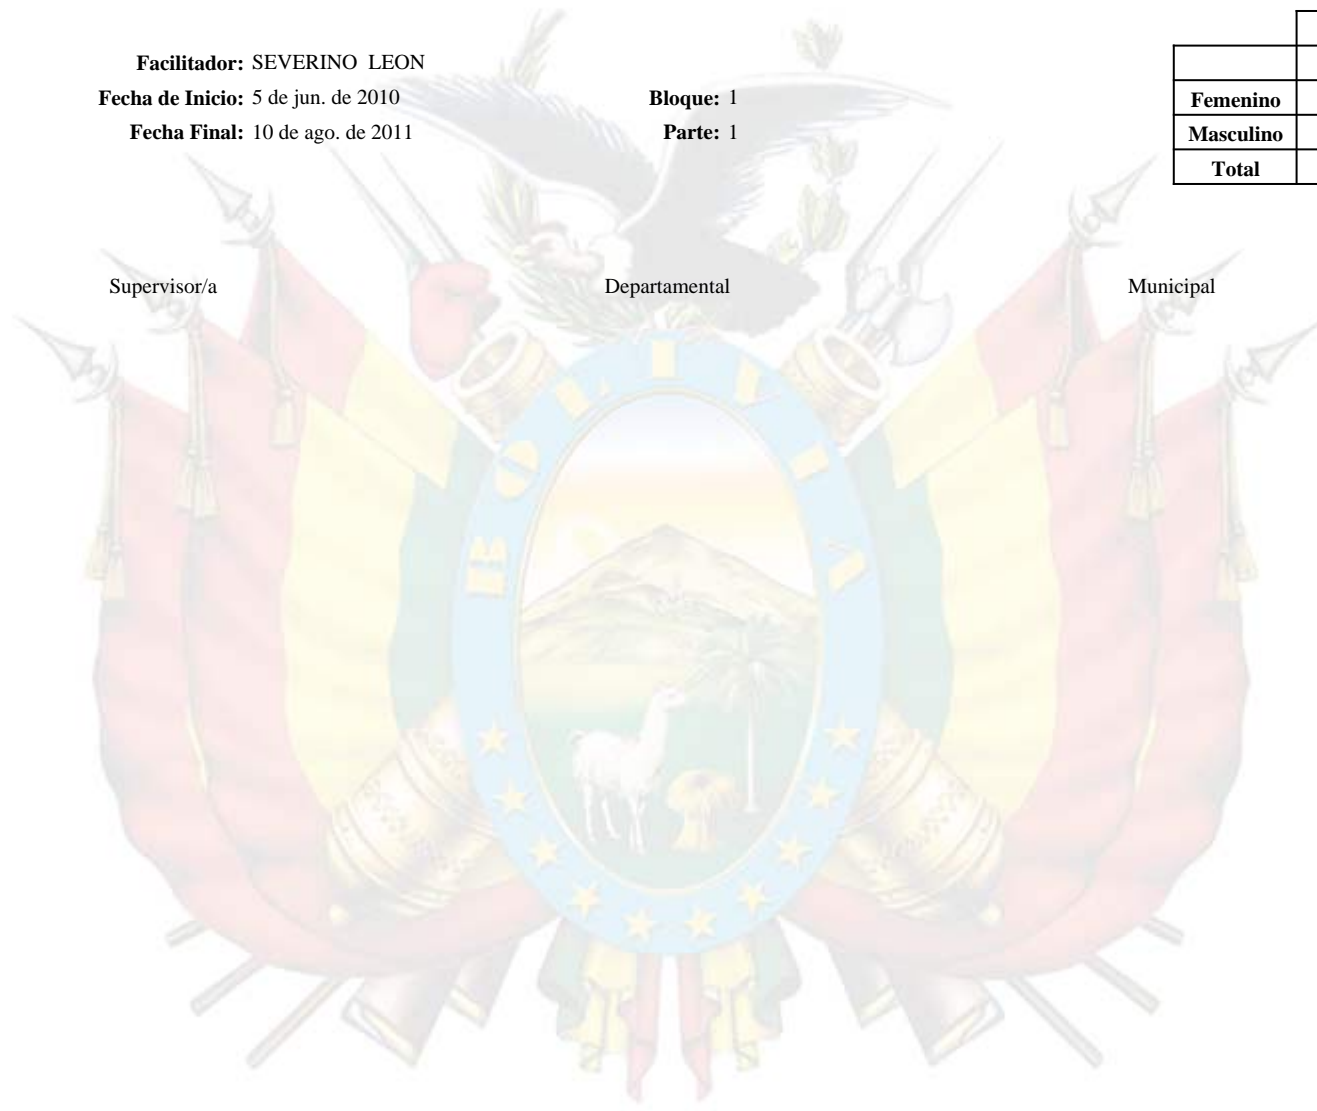 Facilitador: SEVERINO LEON
Fecha de Inicio: 5 de jun. de 2010
Bloque: 1
Femenino
Fecha Final: 10 de ago. de 2011
Parte: 1
Masculino
Total
Supervisor/a
Departamental
Municipal
BOLIVIA